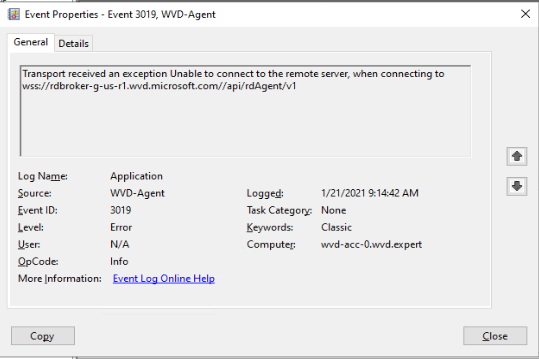 Event Properties - Event 3019, WVD-Agent
General Details
Transport received an exception Unable to connect to the remote server, when connecting to
wss://rdbroker-g-us-r1.wvd.microsoft.com//api/rdAgent/v1
Log Name: Application
Source: WVD-Agent Logged: 1/21/2021 9:14:42 AM
Event ID: 3019 Task Category: None
Level: Error Keywords: Classic
User: N/A Computer: wvd-acc-0.wvd.expert
OpCode: Info
More Information: Event Log Online Help
Copy Close